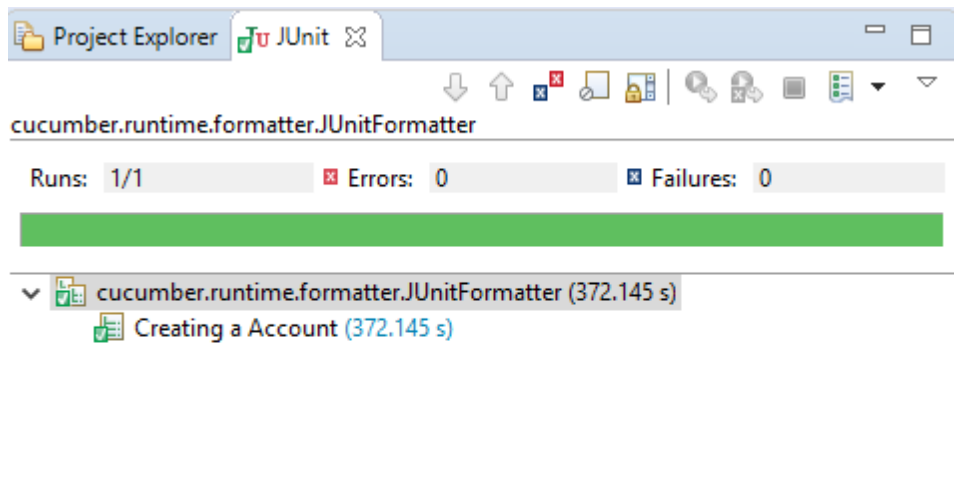 Project Explorer JUnit
cucumber.runtime.formatter.JUnitFormatter
Runs: 1/1 Errors: 0 Failures: 0
cucumber.runtime.formatter.JUnitFormatter (372.145 s)
Creating a Account (372.145 s)